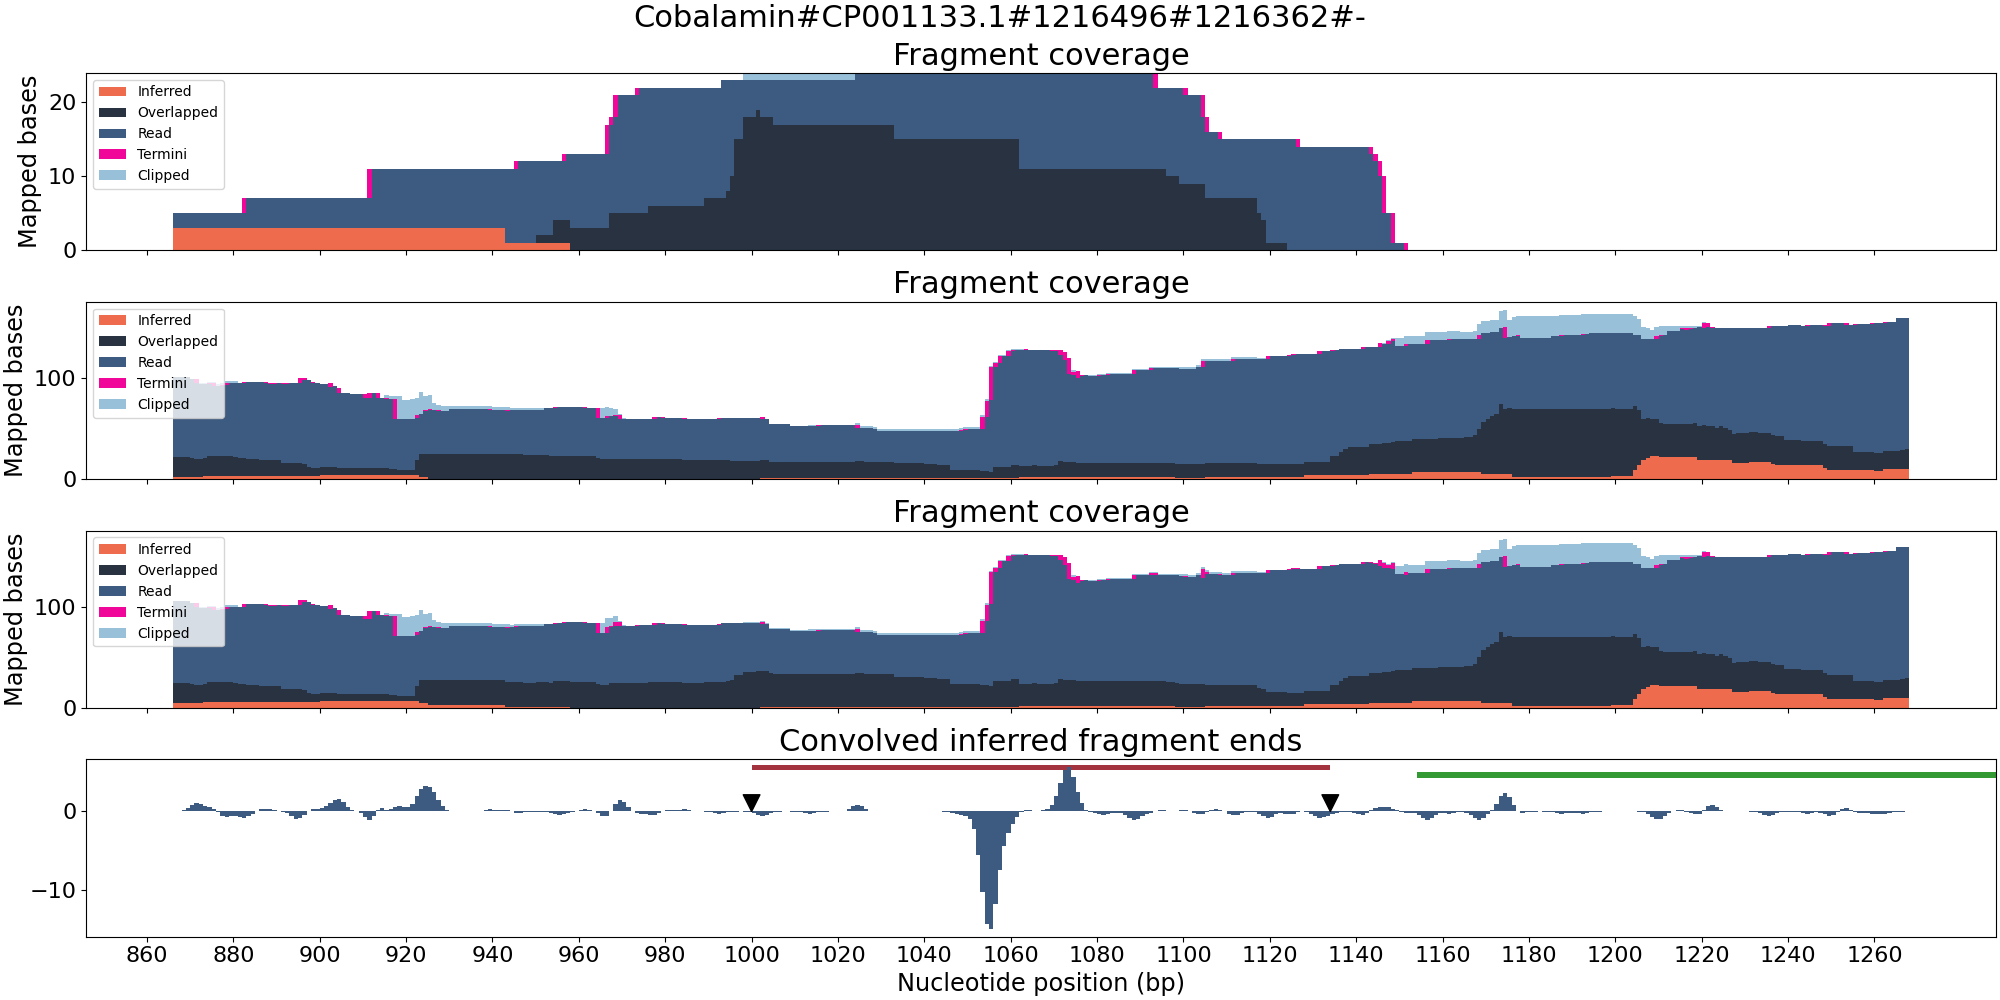 Cobalamin#CP001133.1#1216496#1216362#-
Fragment coverage
Mapped bases
20
10
0
Inferred
Overlapped
Read
Termini
Clipped
Fragment coverage
Mapped bases
100
0
Inferred
Overlapped
Read
Termini
Clipped
Fragment coverage
Mapped bases
100
0
Inferred
Overlapped
Read
Termini
Clipped
Convolved inferred fragment ends
0
−10
860 880 900 920 940 960 980 1000 1020 1040 1060 1080 1100 1120 1140 1160 1180 1200 1220 1240 1260
Nucleotide position (bp)